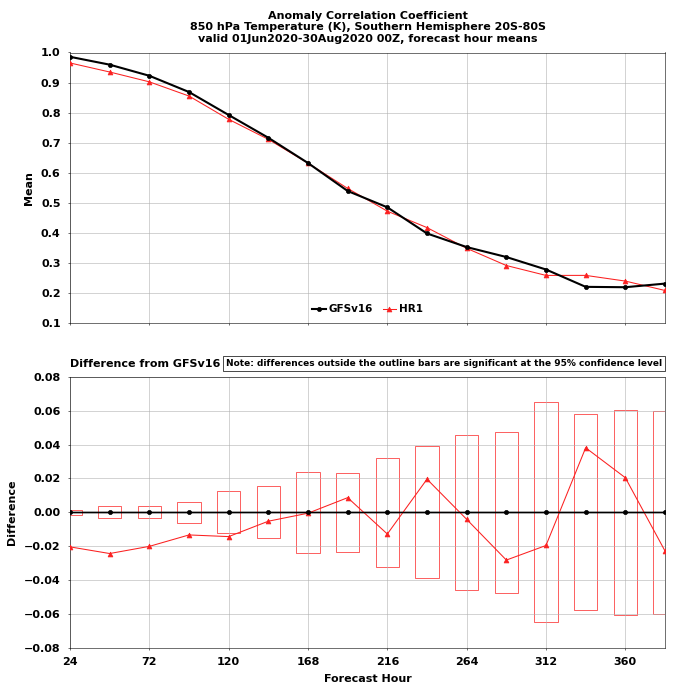 Anomaly Correlation Coefficient
850 hPa Temperature (K), Southern Hemisphere 20S-80S
valid 01Jun2020-30Aug2020 00Z, forecast hour means
1.0
0.9
0.8
0.7
0.6
0.5
0.4
0.3
0.2
0.1
Mean
GFSv16 HR1
Difference from GFSv16 Note: differences outside the outline bars are significant at the 95% confidence level
0.08
0.06
0.04
0.02
0.00
−0.02
−0.04
−0.06
−0.08
Difference
24 72 120 168 216 264 312 360
Forecast Hour